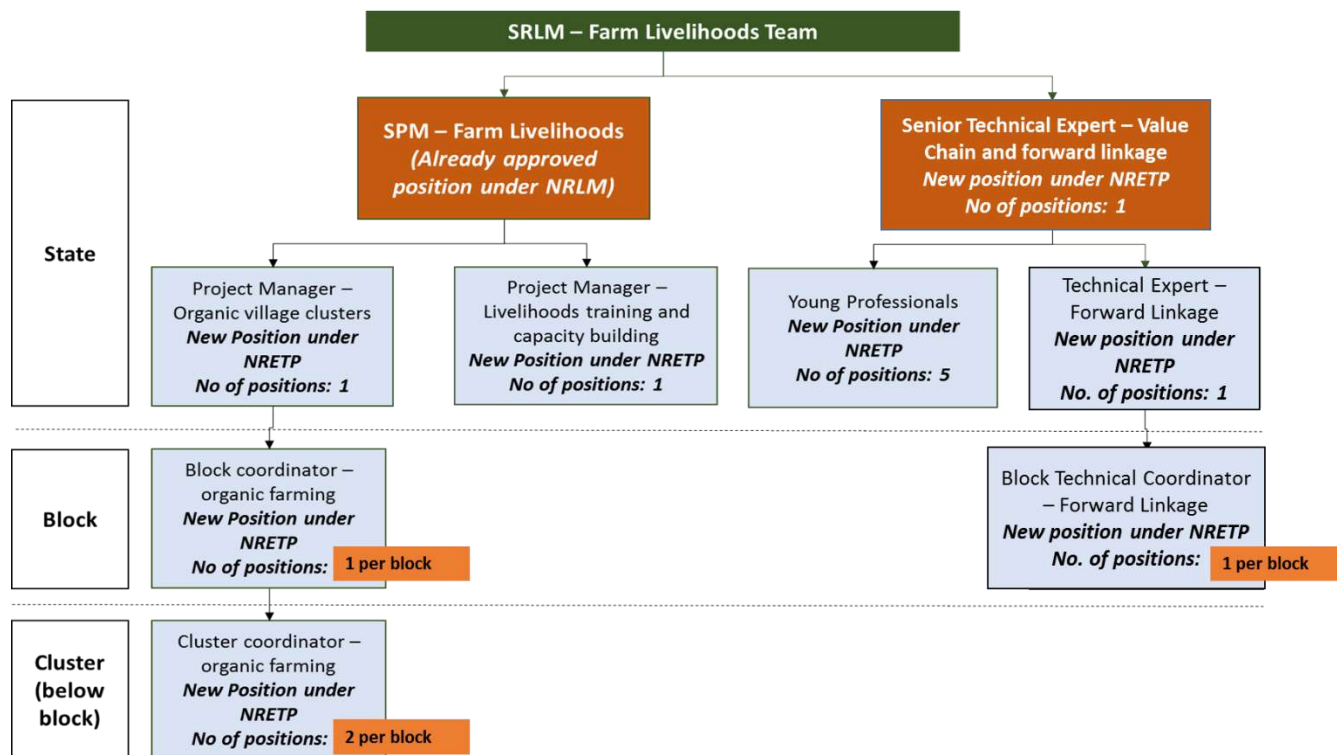 SRLM – Farm Livelihoods Team
State
SPM – Farm Livelihoods
(Already approved
position under NRLM)
Senior Technical Expert – Value
Chain and forward linkage
New position under NRETP
No of positions: 1
Project Manager –
Organic village clusters
New Position under
NRETP
No of positions: 1
Project Manager –
Livelihoods training and
capacity building
New Position under NRETP
No of positions: 1
Young Professionals
New Position under
NRETP
No of positions: 5
Technical Expert –
Forward Linkage
New position under
NRETP
No. of positions: 1
Block
Block coordinator –
organic farming
New Position under
NRETP
No of positions: 1 per block
Block Technical Coordinator
– Forward Linkage
New position under NRETP
No. of positions: 1 per block
Cluster
(below
block)
Cluster coordinator –
organic farming
New Position under
NRETP
No of positions: 2 per block